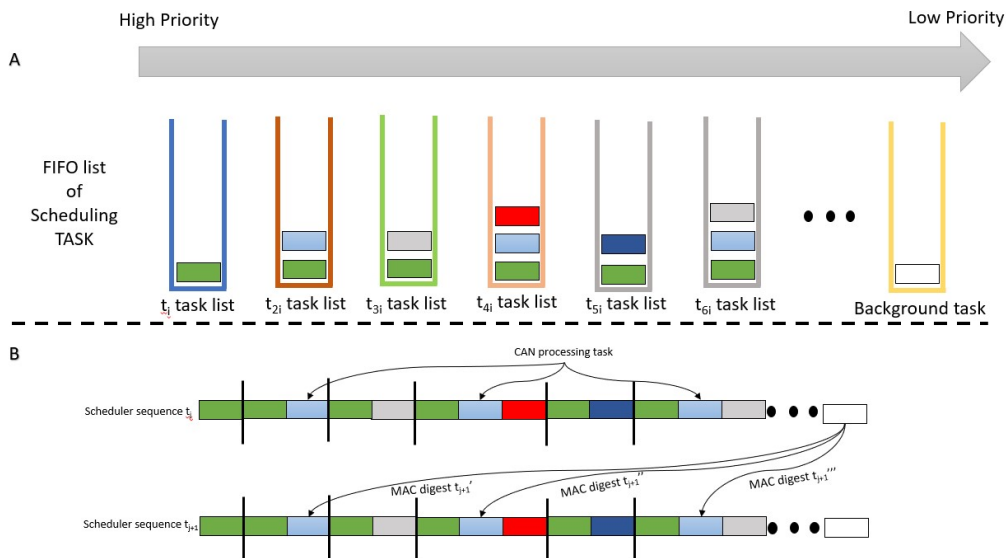 High Priority
Low Priority
A
FIFO list
of
Scheduling
TASK
tᵢ task list
t₂ᵢ task list
t₃ᵢ task list
t₄ᵢ task list
t₅ᵢ task list
t₆ᵢ task list
Background task
B
CAN processing task
Scheduler sequence tⱼ
MAC digest tⱼ₊₁'
MAC digest tⱼ₊₁''
MAC digest tⱼ₊₁'''
Scheduler sequence tⱼ₊₁